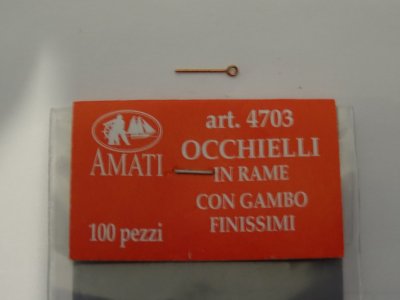 art. 4703
AMATI
OCCHIELLI
IN RAME
CON GAMBO
FINISSIMI
100 pezzi